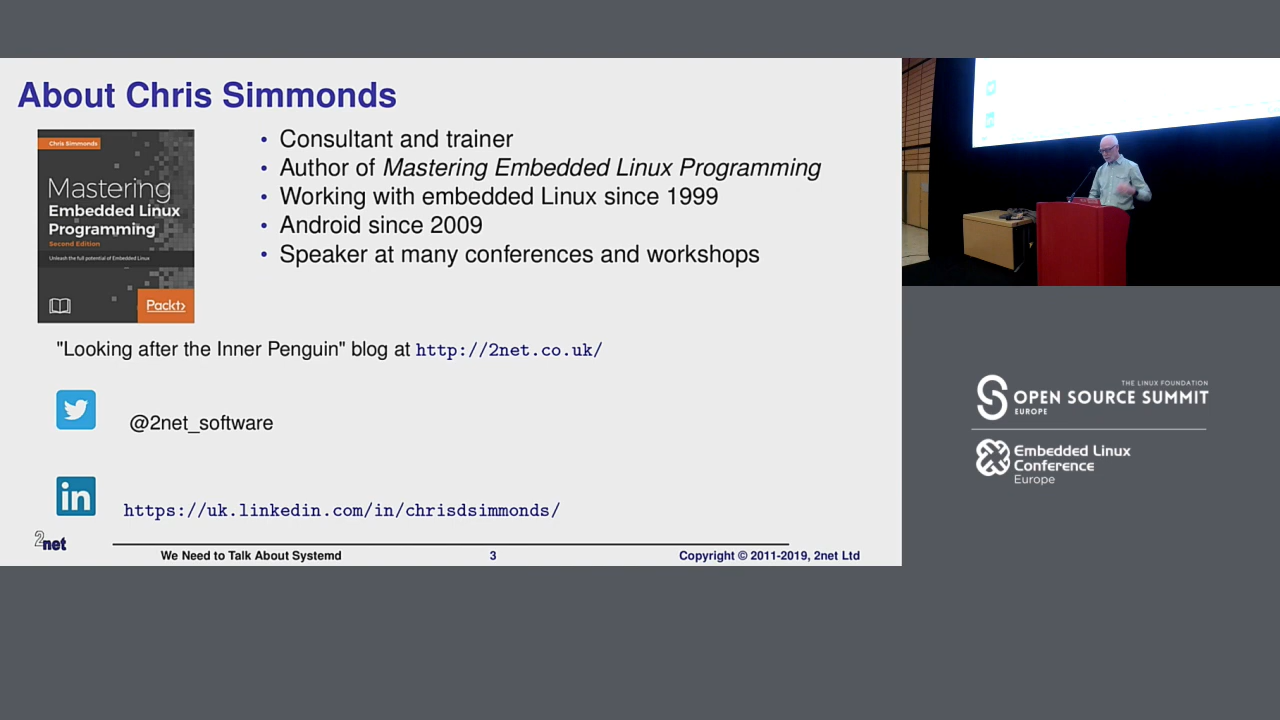 About Chris Simmonds
Chris Simmonds
Mastering
Embedded Linux
Programming
Second Edition
Unleash the full potential of Embedded Linux
Packt>
• Consultant and trainer
• Author of Mastering Embedded Linux Programming
• Working with embedded Linux since 1999
• Android since 2009
• Speaker at many conferences and workshops
"Looking after the Inner Penguin" blog at http://2net.co.uk/
@2net_software
in
https://uk.linkedin.com/in/chrisdsimmonds/
2net
We Need to Talk About Systemd
3
Copyright © 2011-2019, 2net Ltd
THE LINUX FOUNDATION
OPEN SOURCE SUMMIT
EUROPE
Embedded Linux
Conference
Europe